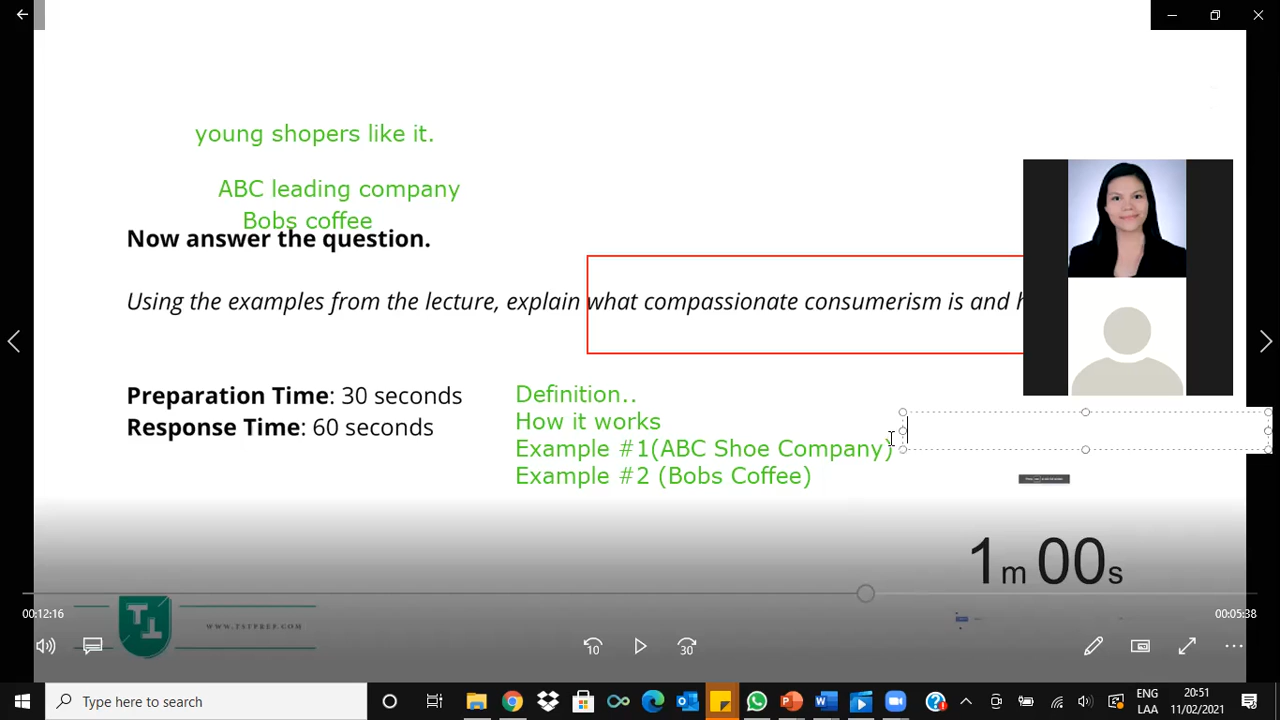 young shopers like it.
ABC leading company
Bobs coffee
Now answer the question.
Using the examples from the lecture, explain what compassionate consumerism is and h
Preparation Time: 30 seconds
Response Time: 60 seconds
Definition..
How it works
Example #1(ABC Shoe Company)
Example #2 (Bobs Coffee)
1m 00s
00:12:16
00:05:38
TT
WWW.TSTPREP.COM
10
30
Type here to search
ENG
LAA
20:51
11/02/2021